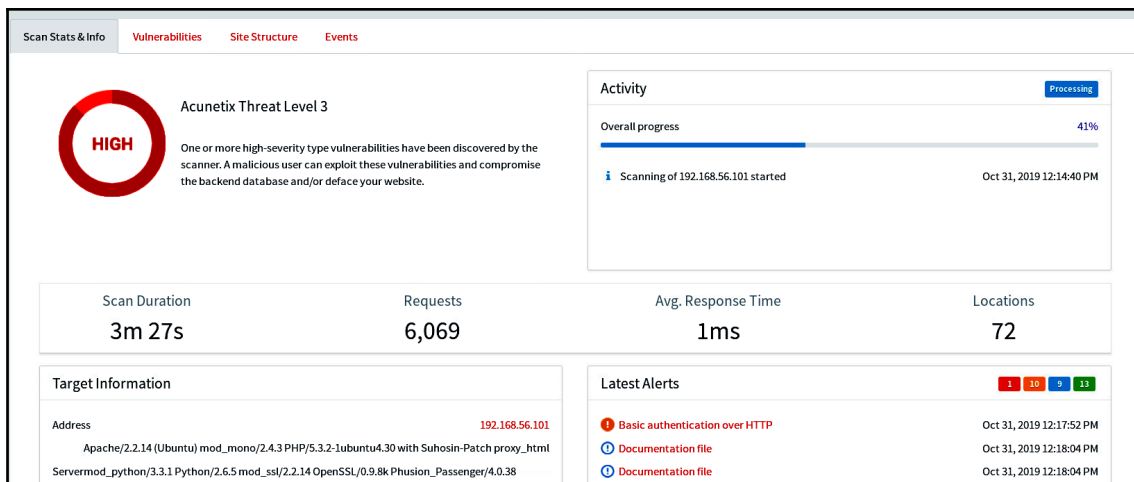 Scan Stats & Info Vulnerabilities Site Structure Events
HIGH
Acunetix Threat Level 3
One or more high-severity type vulnerabilities have been discovered by the
scanner. A malicious user can exploit these vulnerabilities and compromise
the backend database and/or deface your website.
Activity Processing
Overall progress 41%
i Scanning of 192.168.56.101 started Oct 31, 2019 12:14:40 PM
Scan Duration Requests Avg. Response Time Locations
3m 27s 6,069 1ms 72
Target Information
Address 192.168.56.101
Apache/2.2.14 (Ubuntu) mod_mono/2.4.3 PHP/5.3.2-1ubuntu4.30 with Suhosin-Patch proxy_html
Servermod_python/3.3.1 Python/2.6.5 mod_ssl/2.2.14 OpenSSL/0.9.8k Phusion_Passenger/4.0.38
Latest Alerts 1 10 9 13
Basic authentication over HTTP Oct 31, 2019 12:17:52 PM
Documentation file Oct 31, 2019 12:18:04 PM
Documentation file Oct 31, 2019 12:18:04 PM